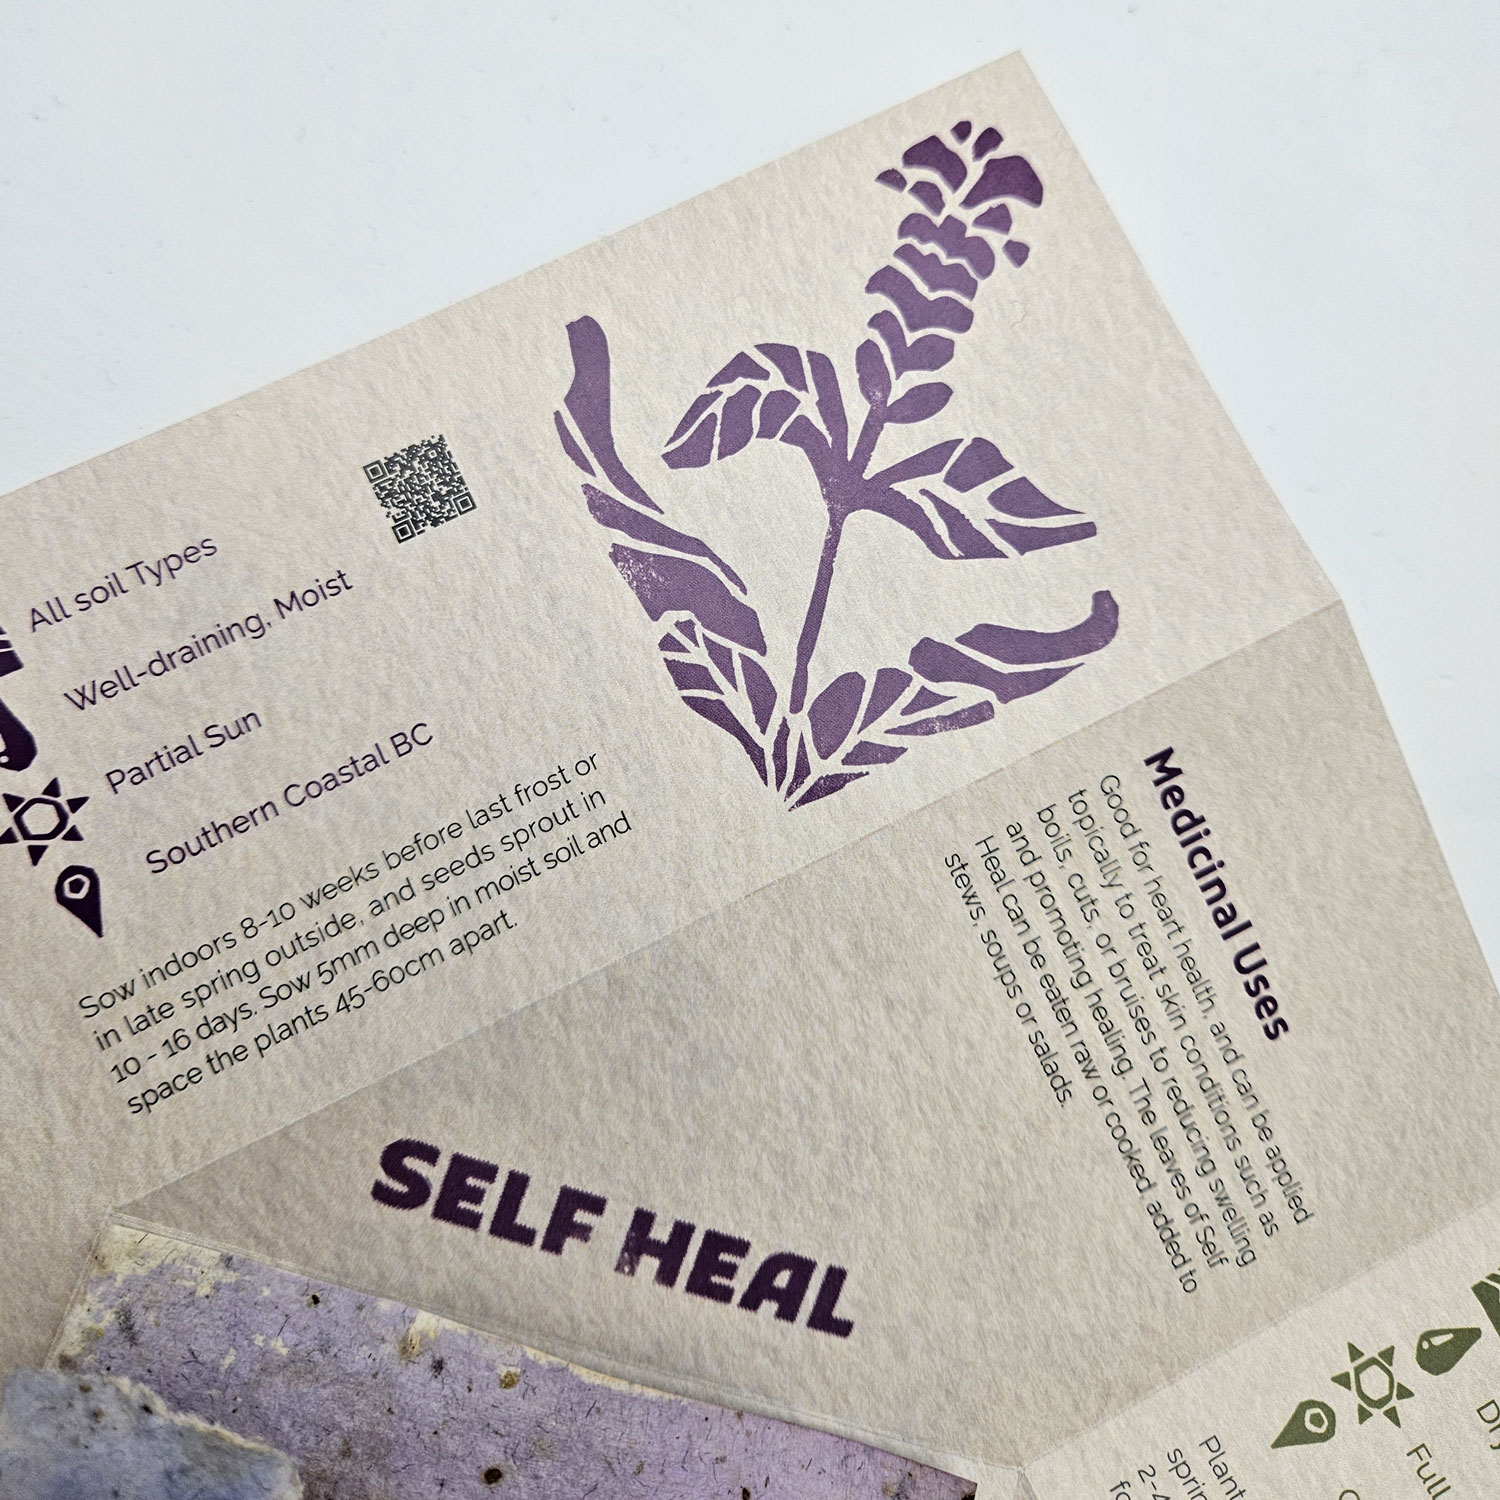 All soil Types
Well-draining, Moist
Partial Sun
Southern Coastal BC
Sow indoors 8-10 weeks before last frost or
in late spring outside, and seeds sprout in
10 - 16 days. Sow 5mm deep in moist soil and
space the plants 45-60cm apart.
SELF HEAL
Medicinal Uses
Good for heart health, and can be applied
topically to treat skin conditions such as
boils, cuts, or bruises to reducing swelling
and promoting healing. The leaves of Self
Heal can be eaten raw or cooked, added to
stews, soups or salads.
Full
Plant